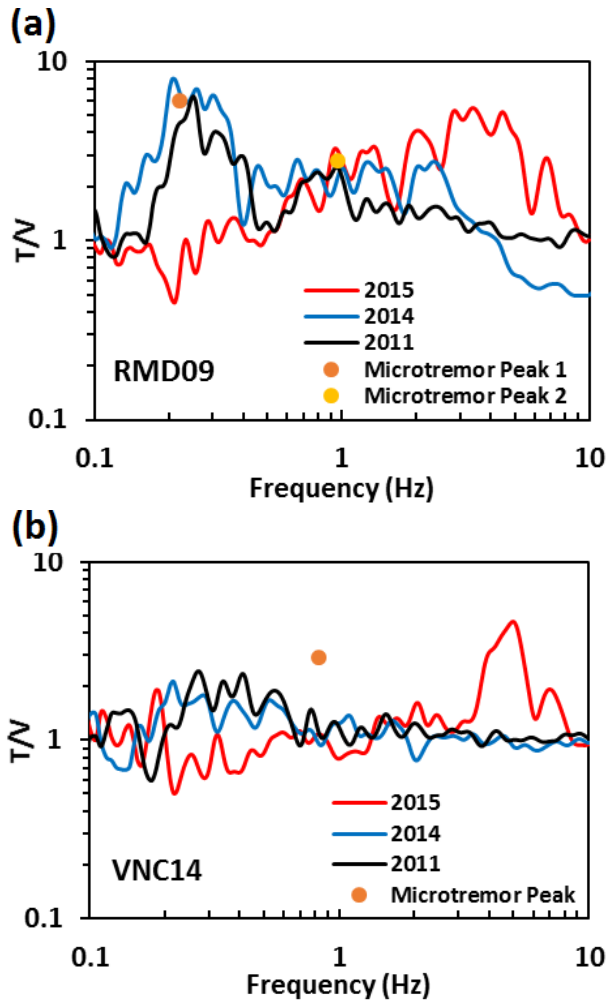 (a)
10
1
0.1
T/V
2015
2014
2011
Microtremor Peak 1
Microtremor Peak 2
RMD09
0.1 1 10
Frequency (Hz)
(b)
10
1
0.1
T/V
2015
2014
2011
Microtremor Peak
VNC14
0.1 1 10
Frequency (Hz)